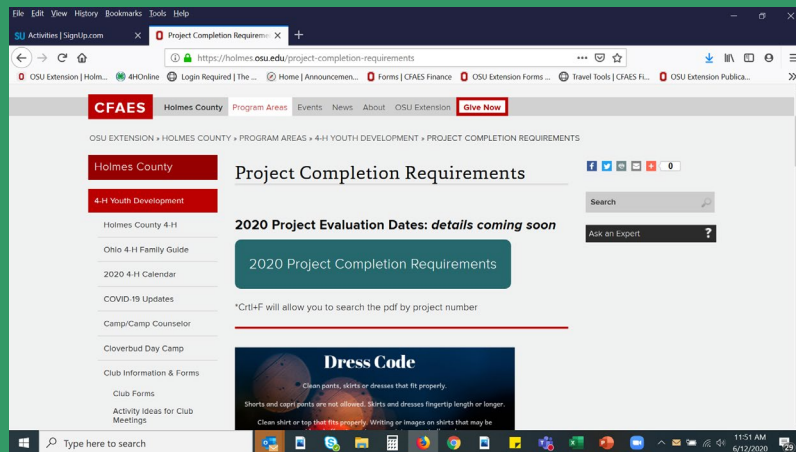 File Edit View History Bookmarks Tools Help
Activities | SignUp.com
Project Completion Requiremen
https://holmes.osu.edu/project-completion-requirements
OSU Extension | Holm... 4HOnline Login Required | The ... Home | Announcemen... Forms | CFAES Finance OSU Extension Forms ... Travel Tools | CFAES Fi... OSU Extension Publica...
CFAES Holmes County Program Areas Events News About OSU Extension Give Now
OSU EXTENSION » HOLMES COUNTY » PROGRAM AREAS » 4-H YOUTH DEVELOPMENT » PROJECT COMPLETION REQUIREMENTS
Holmes County
4-H Youth Development
Holmes County 4-H
Ohio 4-H Family Guide
2020 4-H Calendar
COVID-19 Updates
Camp/Camp Counselor
Cloverbud Day Camp
Club Information & Forms
Club Forms
Activity Ideas for Club
Meetings
Project Completion Requirements
2020 Project Evaluation Dates: details coming soon
2020 Project Completion Requirements
*Crtl+F will allow you to search the pdf by project number
Dress Code
Clean pants, skirts or dresses that fit properly.
Shorts and capri pants are not allowed. Skirts and dresses fingertip length or longer.
Clean shirt or top that fits properly. Writing or images on shirts that may be
0
Search
Ask an Expert ?
Type here to search
11:51 AM
6/12/2020
29